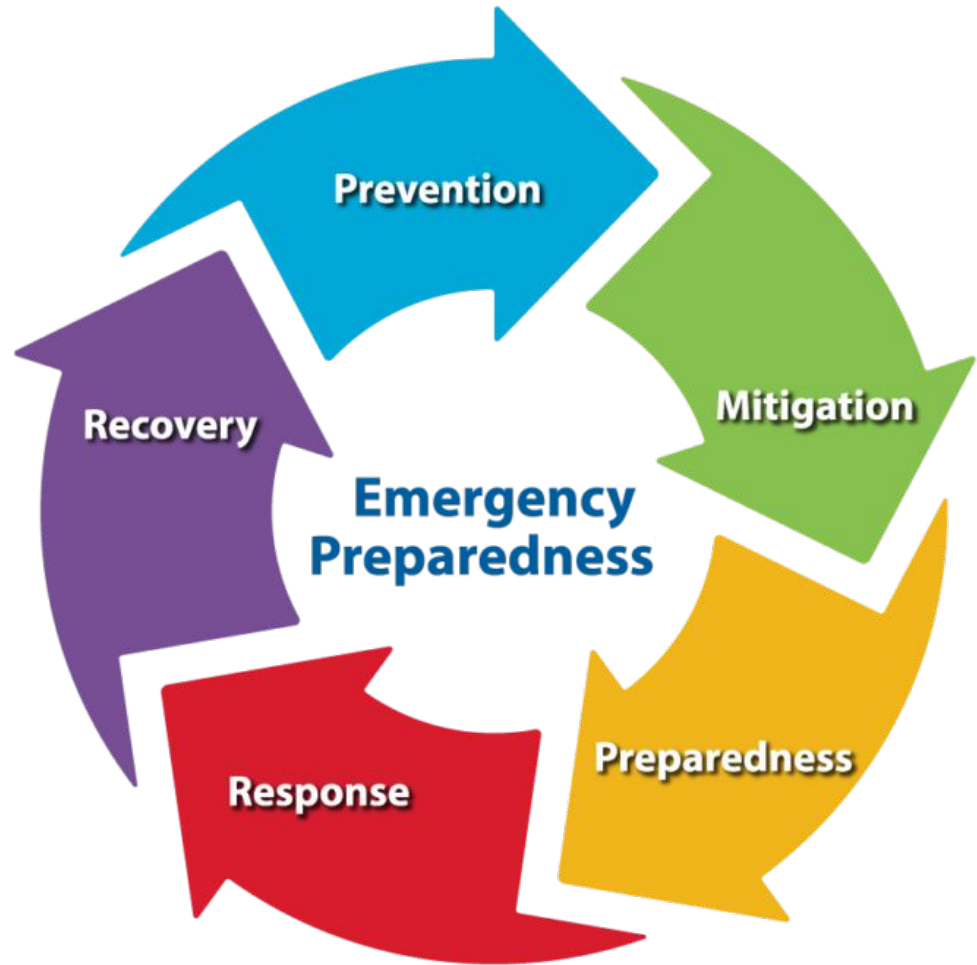 Prevention
Mitigation
Preparedness
Response
Recovery
Emergency
Preparedness